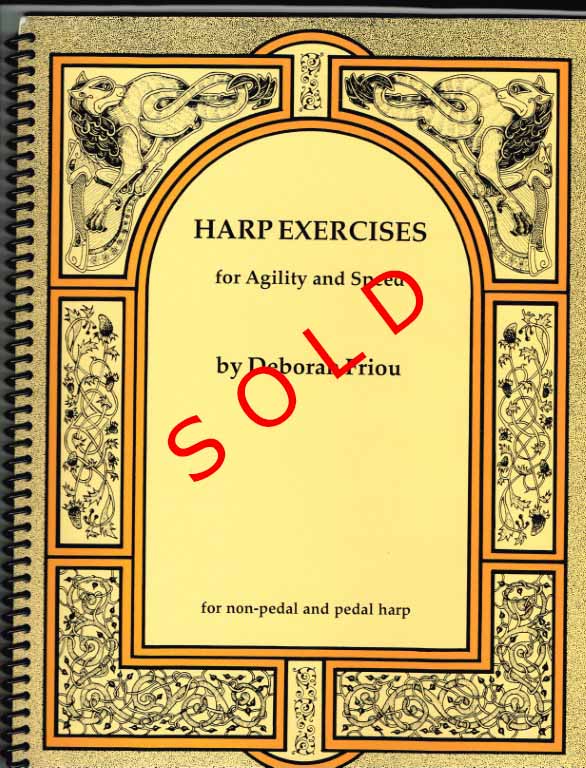 HARP EXERCISES
for Agility and Speed
by Deborah Friou
SOLD
for non-pedal and pedal harp